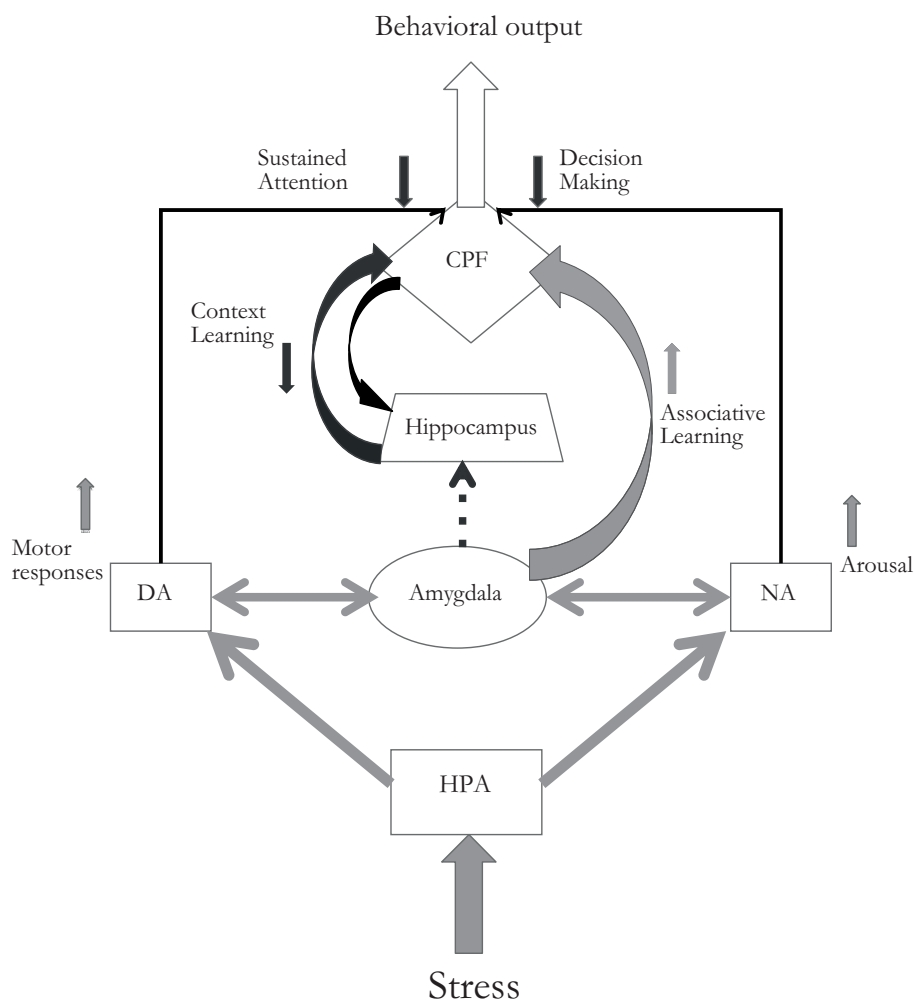 Behavioral output
Sustained
Attention
Decision
Making
CPF
Context
Learning
Hippocampus
Associative
Learning
Motor
responses
Arousal
DA
Amygdala
NA
HPA
Stress